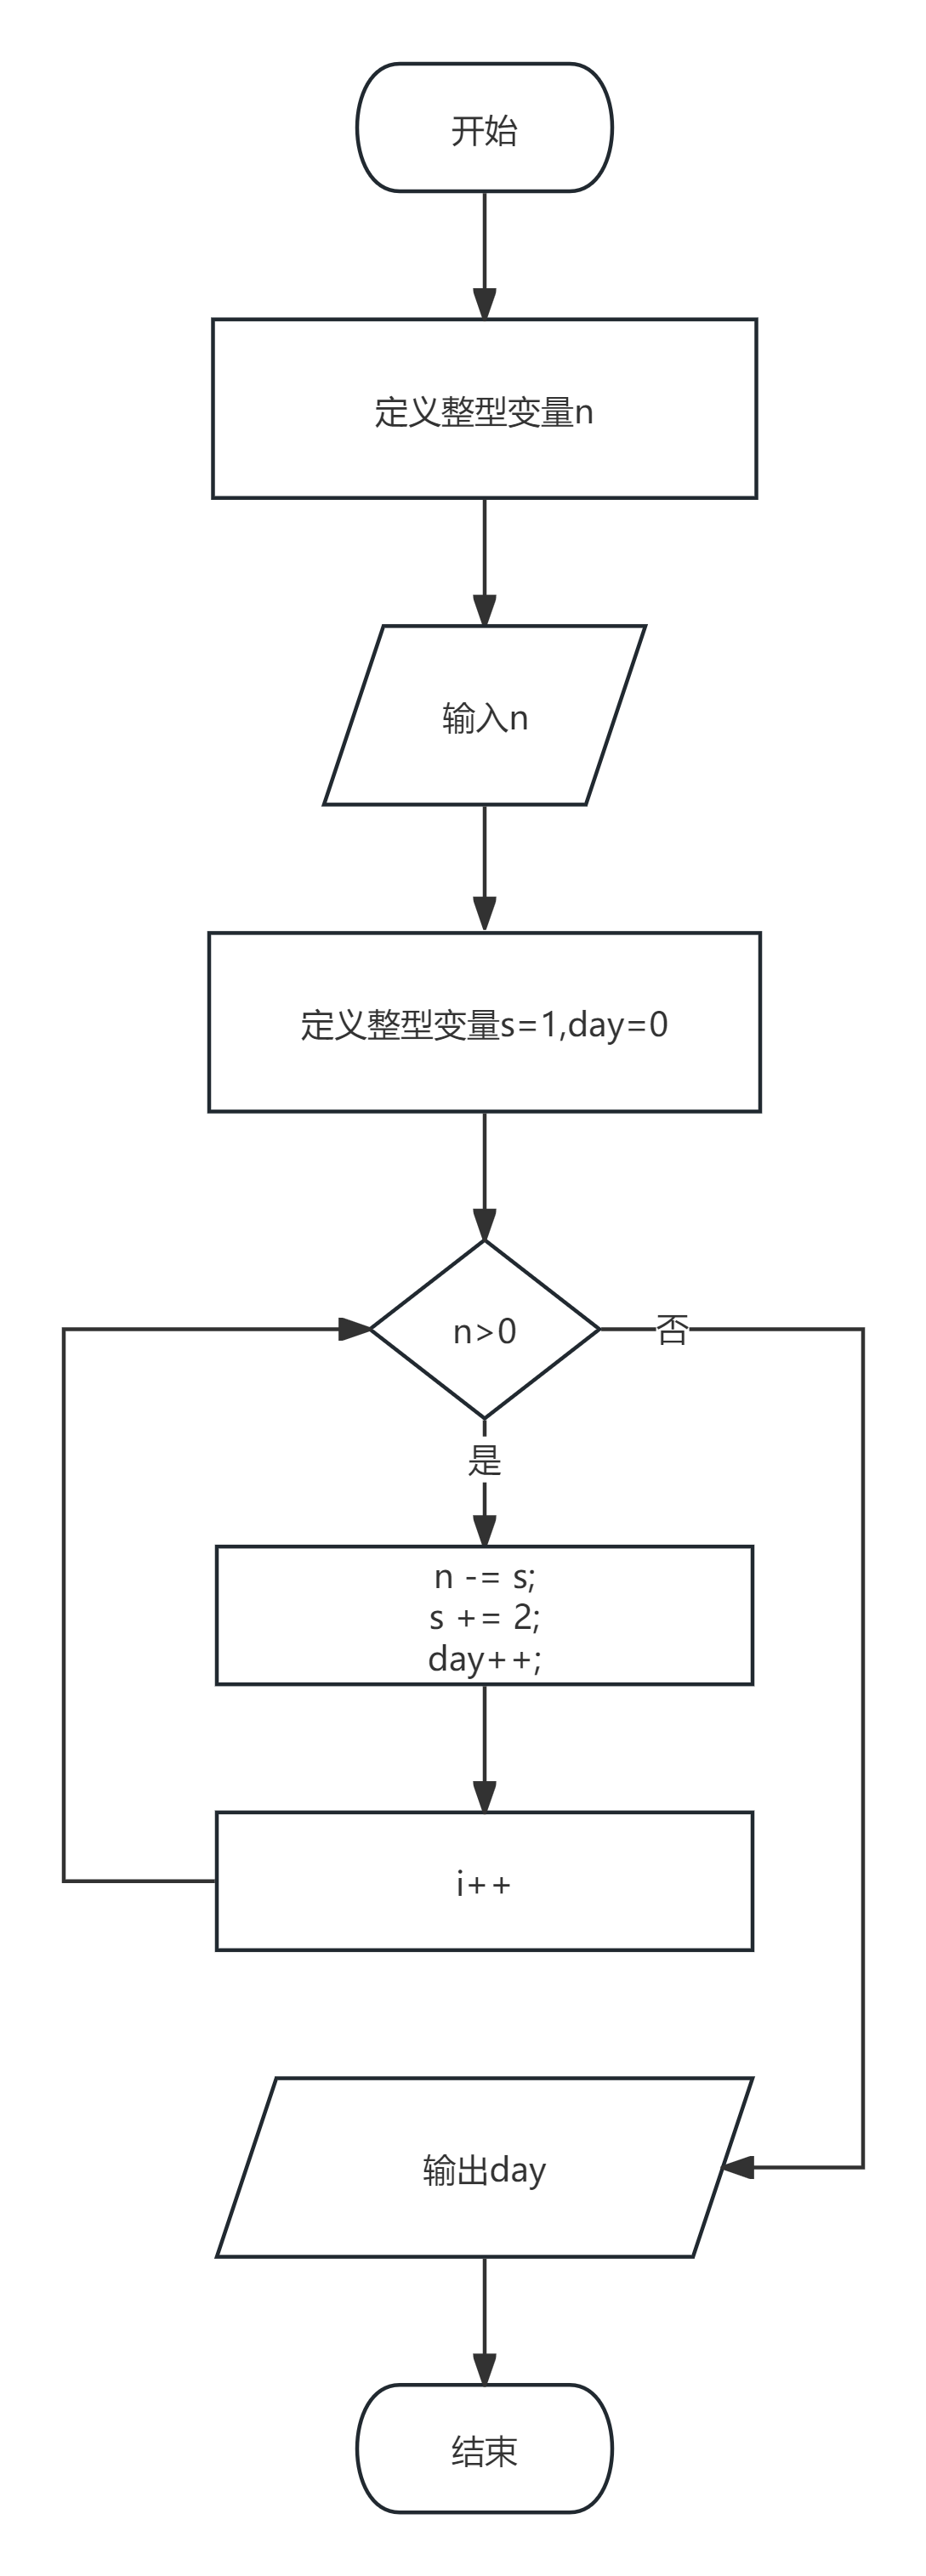 开始
定义整型变量n
输入n
定义整型变量s=1,day=0
n>0
否
是
n -= s;
s += 2;
day++;
i++
输出day
结束